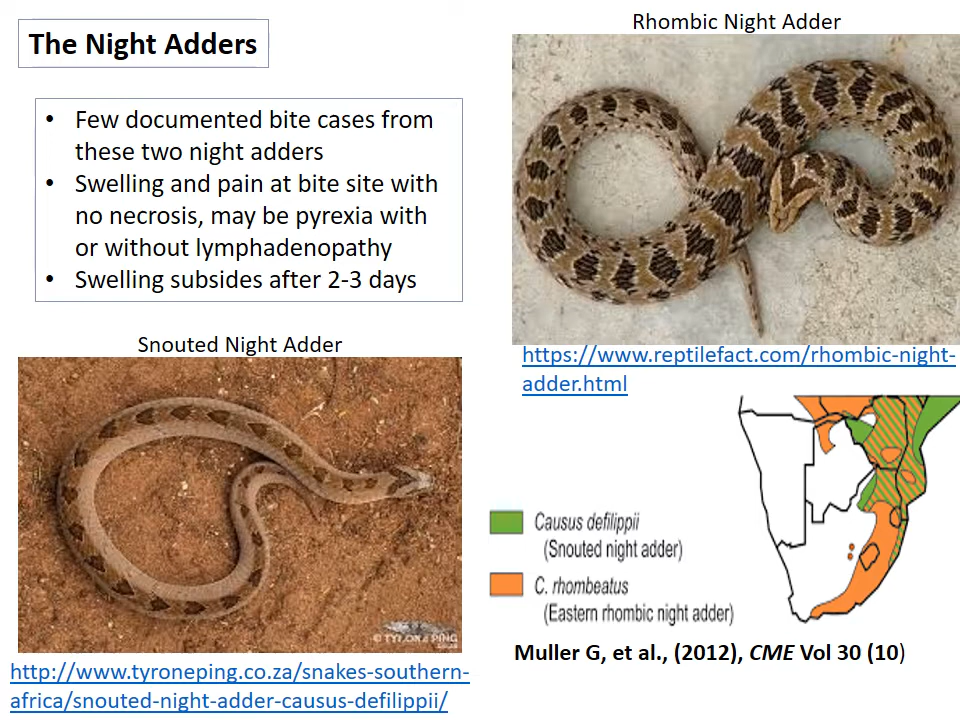 The Night Adders
• Few documented bite cases from
these two night adders
• Swelling and pain at bite site with
no necrosis, may be pyrexia with
or without lymphadenopathy
• Swelling subsides after 2-3 days
Rhombic Night Adder
https://www.reptilefact.com/rhombic-night-
adder.html
Snouted Night Adder
© TYRONE PING
http://www.tyroneping.co.za/snakes-southern-
africa/snouted-night-adder-causus-defilippii/
Causus defilippii
(Snouted night adder)
C. rhombeatus
(Eastern rhombic night adder)
Muller G, et al., (2012), CME Vol 30 (10)